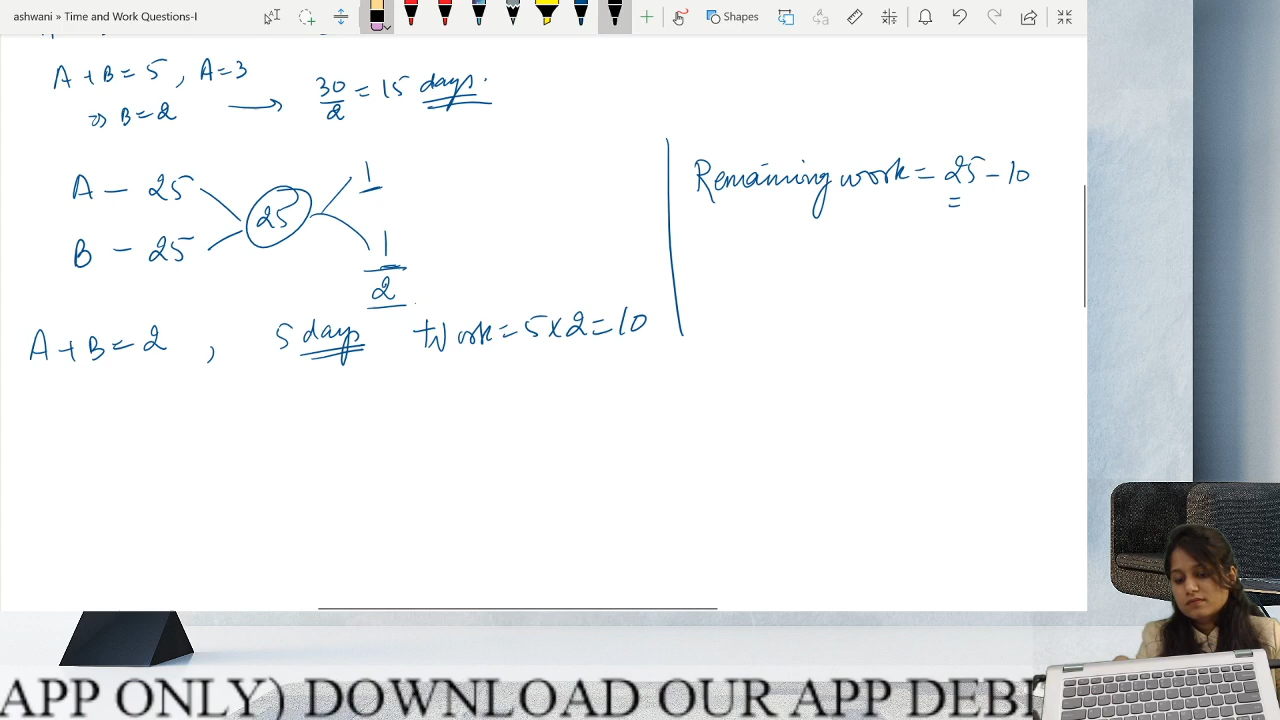 ashwani » Time and Work Questions-I
Shapes
A + B = 5 , A = 3
⇒ B = 2 → 30/2 = 15 days.
A – 25
1
25
B – 25
1
2
A + B = 2 , 5 days Work = 5 x 2 = 10
Remaining work = 25 – 10
=
APP ONLY) DOWNLOAD OUR APP DEB